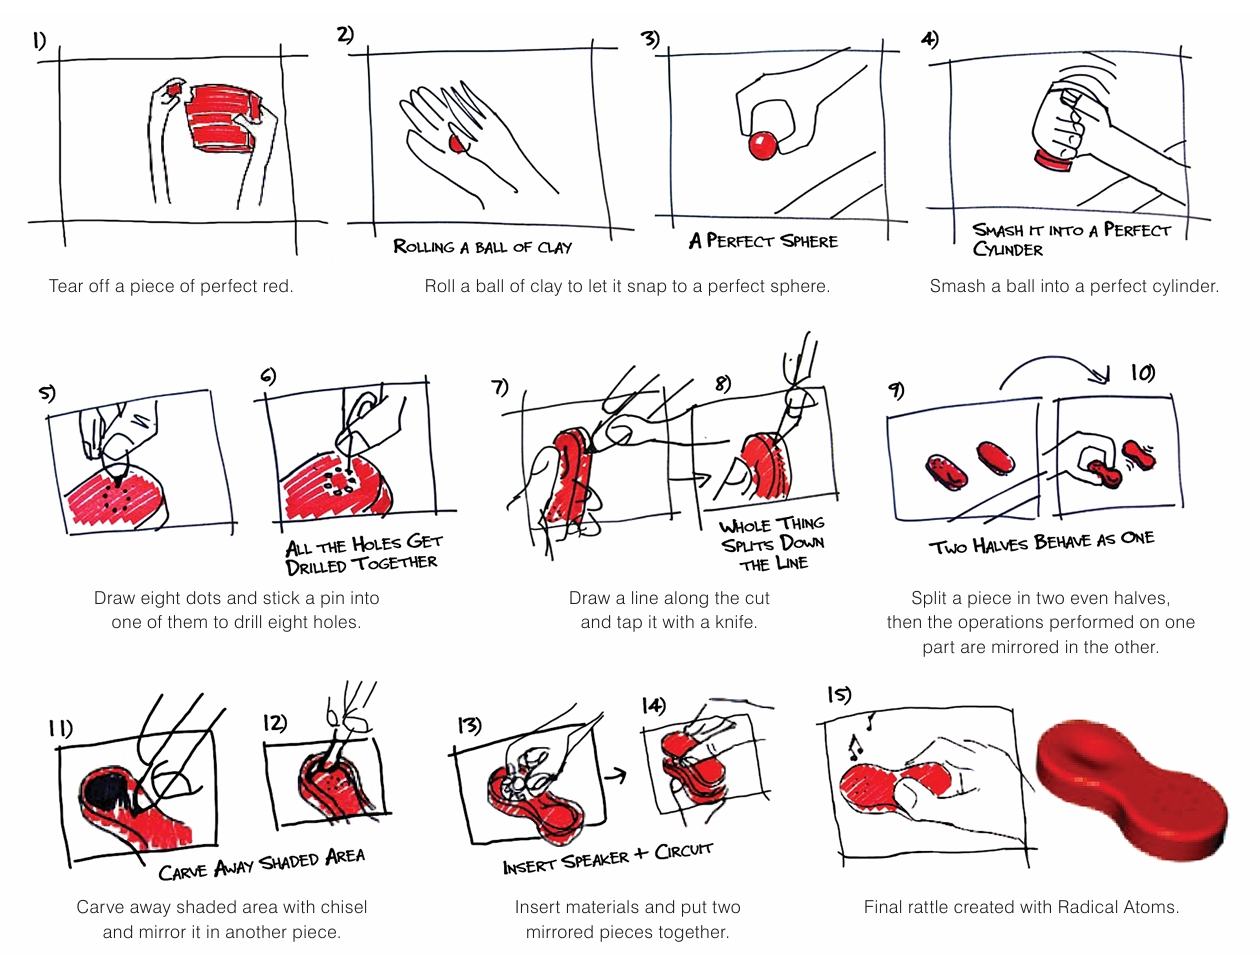 1)
2)
3)
4)
ROLLING A BALL OF CLAY
A PERFECT SPHERE
SMASH IT INTO A PERFECT
CYLINDER
Tear off a piece of perfect red.
Roll a ball of clay to let it snap to a perfect sphere.
Smash a ball into a perfect cylinder.
5)
6)
7)
8)
9)
10)
ALL THE HOLES GET
DRILLED TOGETHER
WHOLE THING
SPLITS DOWN
THE LINE
TWO HALVES BEHAVE AS ONE
Draw eight dots and stick a pin into
one of them to drill eight holes.
Draw a line along the cut
and tap it with a knife.
Split a piece in two even halves,
then the operations performed on one
part are mirrored in the other.
11)
12)
13)
14)
15)
CARVE AWAY SHADED AREA
INSERT SPEAKER + CIRCUIT
Carve away shaded area with chisel
and mirror it in another piece.
Insert materials and put two
mirrored pieces together.
Final rattle created with Radical Atoms.